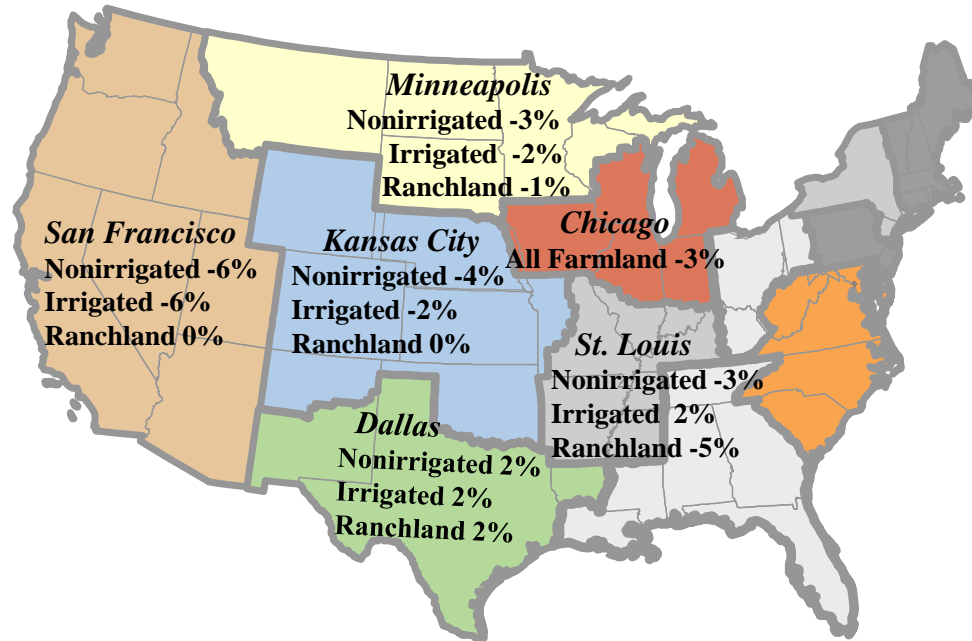 Minneapolis
Nonirrigated -3%
Irrigated -2%
Ranchland -1%
San Francisco
Nonirrigated -6%
Irrigated -6%
Ranchland 0%
Kansas City
Nonirrigated -4%
Irrigated -2%
Ranchland 0%
Chicago
All Farmland -3%
St. Louis
Nonirrigated -3%
Irrigated 2%
Ranchland -5%
Dallas
Nonirrigated 2%
Irrigated 2%
Ranchland 2%